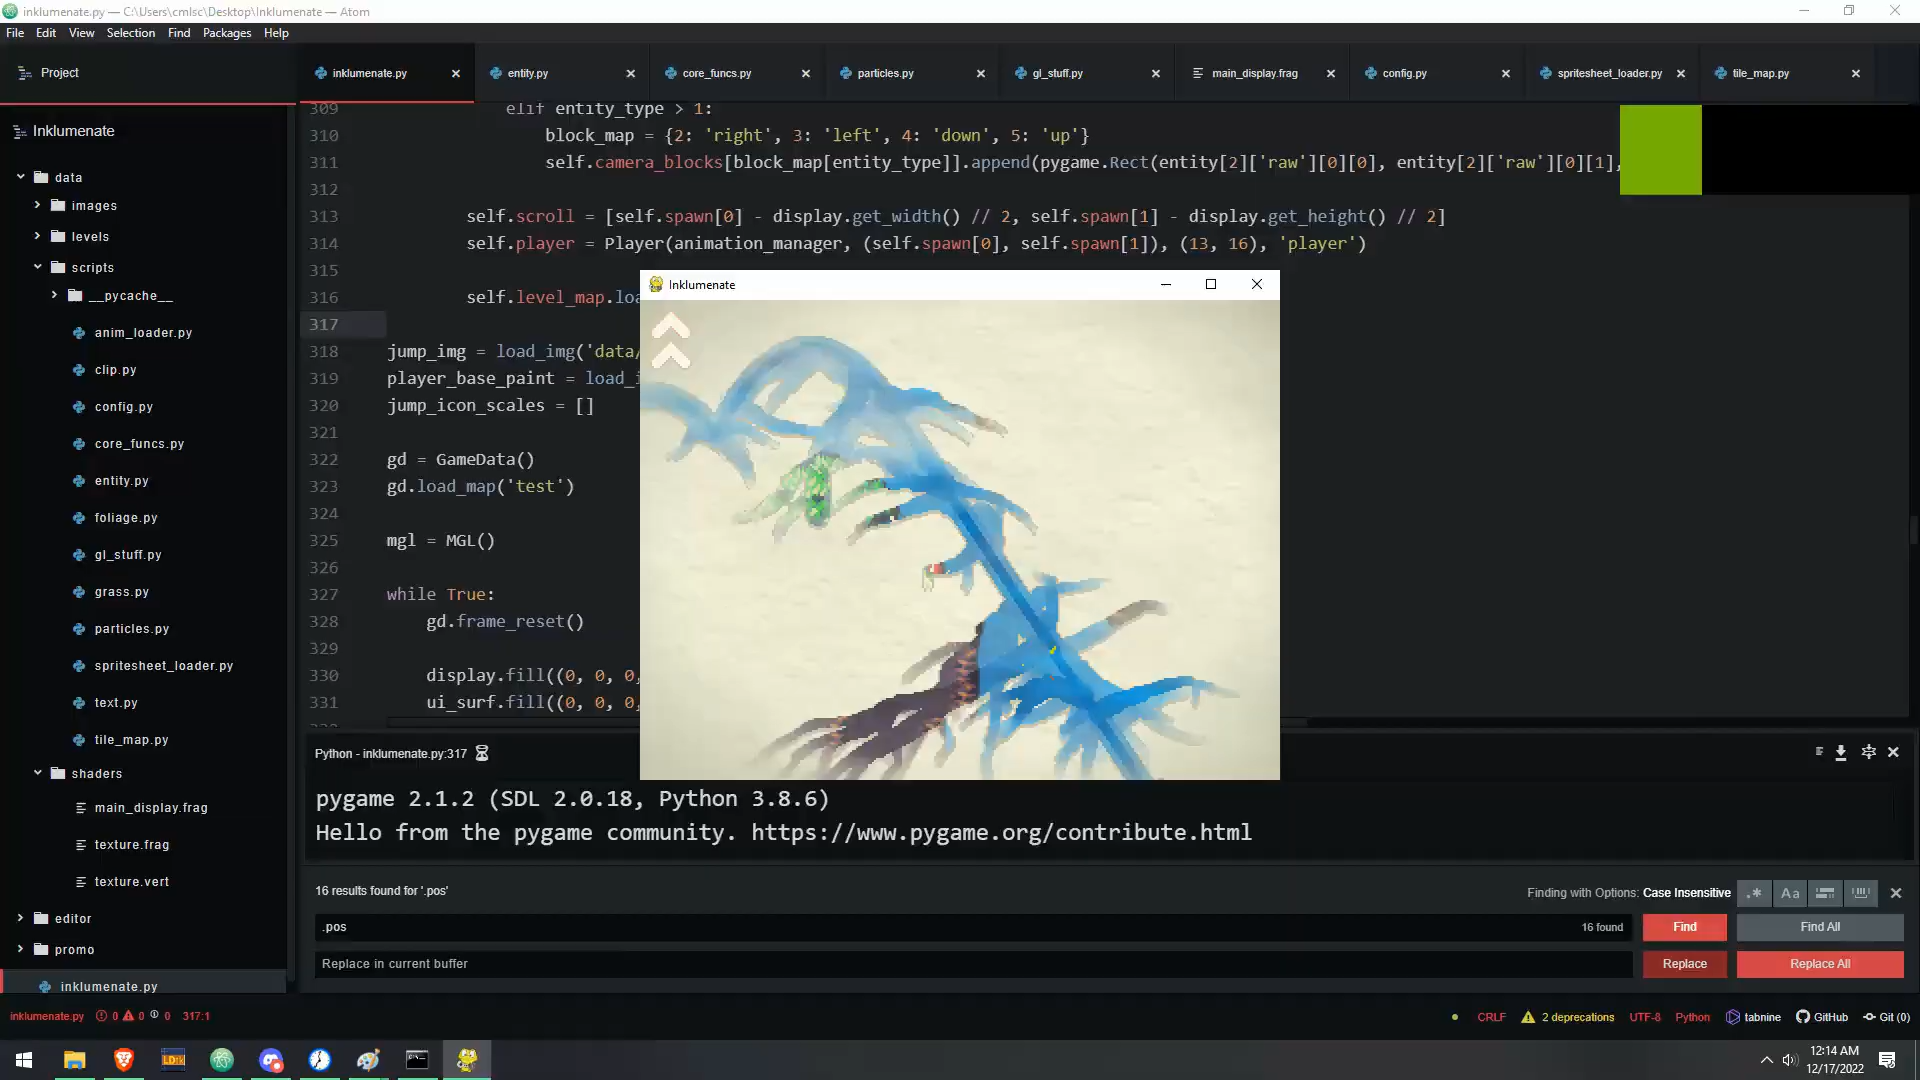 inklumenate.py — C:\Users\cmlsc\Desktop\Inklumenate — Atom
File Edit View Selection Find Packages Help
Project
inklumenate.py
entity.py
core_funcs.py
particles.py
gl_stuff.py
main_display.frag
config.py
spritesheet_loader.py
tile_map.py
Inklumenate
data
images
levels
scripts
__pycache__
anim_loader.py
clip.py
config.py
core_funcs.py
entity.py
foliage.py
gl_stuff.py
grass.py
particles.py
spritesheet_loader.py
text.py
tile_map.py
shaders
main_display.frag
texture.frag
texture.vert
editor
promo
inklumenate.py
309 elif entity_type > 1:
310 block_map = {2: 'right', 3: 'left', 4: 'down', 5: 'up'}
311 self.camera_blocks[block_map[entity_type]].append(pygame.Rect(entity[2]['raw'][0][0], entity[2]['raw'][0][1],
312
313 self.scroll = [self.spawn[0] - display.get_width() // 2, self.spawn[1] - display.get_height() // 2]
314 self.player = Player(animation_manager, (self.spawn[0], self.spawn[1]), (13, 16), 'player')
315
316 self.level_map.loa
317
318 jump_img = load_img('data/
319 player_base_paint = load_i
320 jump_icon_scales = []
321
322 gd = GameData()
323 gd.load_map('test')
324
325 mgl = MGL()
326
327 while True:
328 gd.frame_reset()
329
330 display.fill((0, 0, 0,
331 ui_surf.fill((0, 0, 0,
Inklumenate
Python - inklumenate.py:317
pygame 2.1.2 (SDL 2.0.18, Python 3.8.6)
Hello from the pygame community. https://www.pygame.org/contribute.html
16 results found for '.pos'
Finding with Options: Case Insensitive
.* Aa
.pos
16 found
Find
Find All
Replace in current buffer
Replace
Replace All
inklumenate.py 0 0 0 317:1
CRLF 2 deprecations UTF-8 Python tabnine GitHub Git (0)
LDtk
12:14 AM
12/17/2022